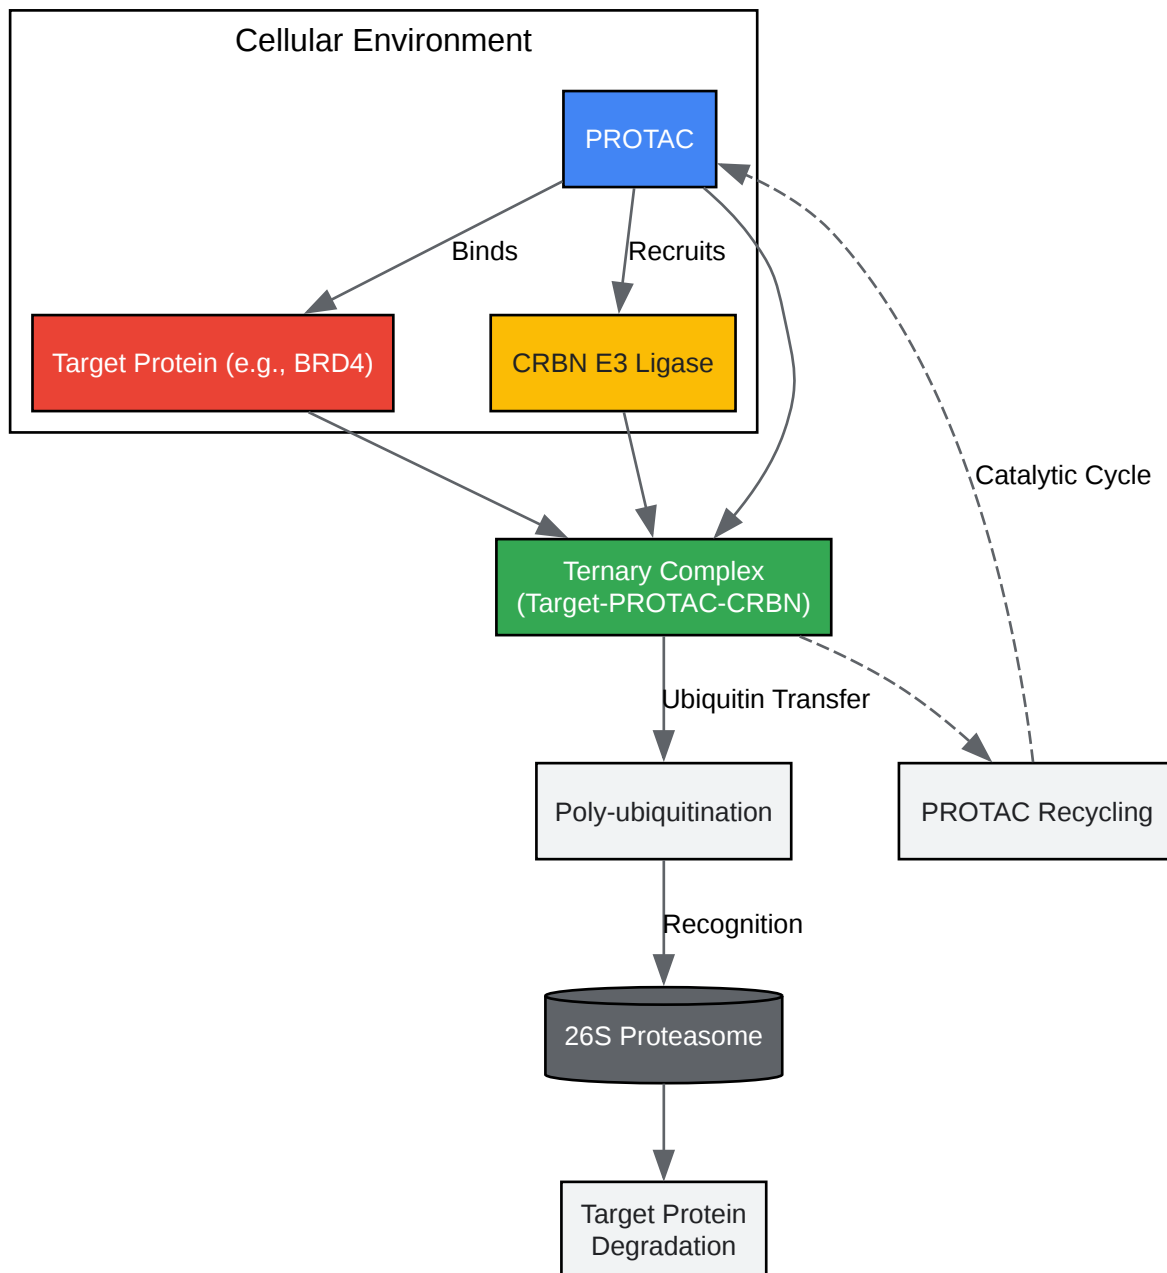 Cellular Environment
PROTAC
Binds
Recruits
Target Protein (e.g., BRD4)
CRBN E3 Ligase
Catalytic Cycle
Ternary Complex
(Target-PROTAC-CRBN)
Ubiquitin Transfer
Poly-ubiquitination
PROTAC Recycling
Recognition
26S Proteasome
Target Protein
Degradation